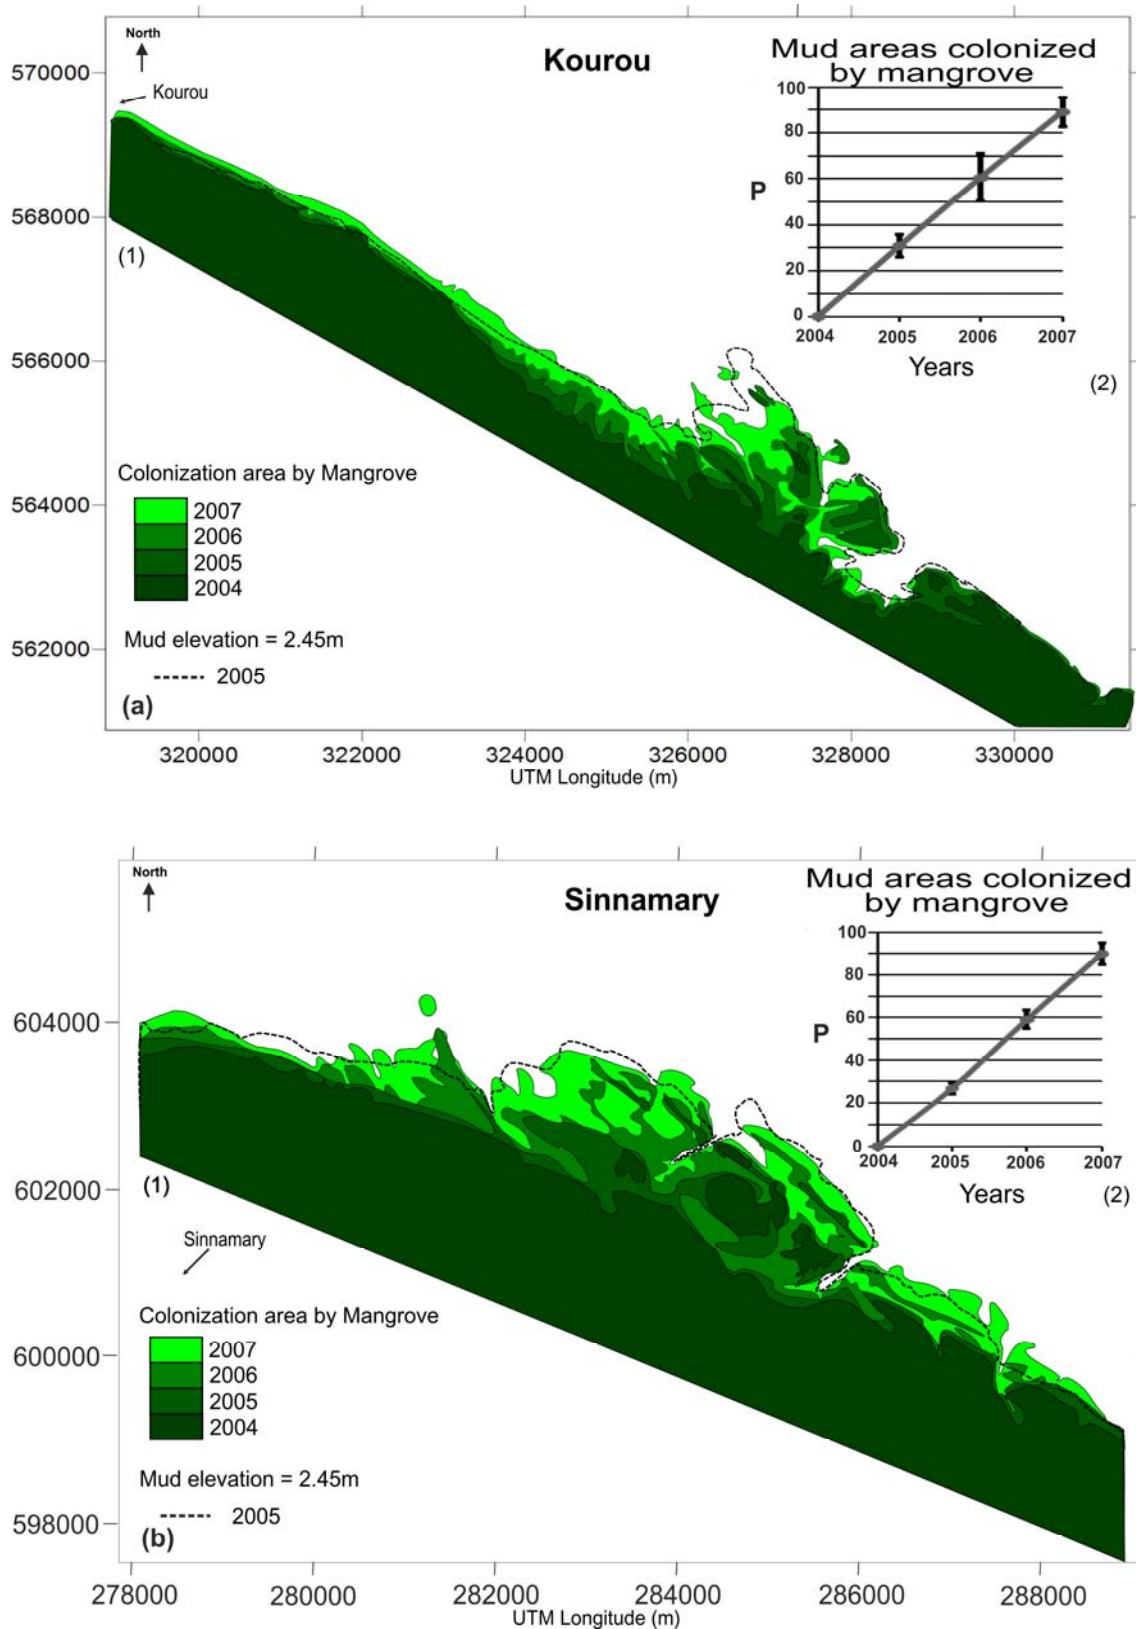 North
Kourou
Kourou
Mud areas colonized
by mangrove
100
80
60
40
20
0
P
2004 2005 2006 2007
Years
(2)
570000
568000
566000
564000
562000
(1)
Colonization area by Mangrove
2007
2006
2005
2004
Mud elevation = 2.45m
2005
(a)
320000 322000 324000 326000 328000 330000
UTM Longitude (m)
North
Sinnamary
Mud areas colonized
by mangrove
100
80
60
40
20
0
P
2004 2005 2006 2007
Years
(2)
604000
602000
600000
598000
(1)
Sinnamary
Colonization area by Mangrove
2007
2006
2005
2004
Mud elevation = 2.45m
2005
(b)
278000 280000 282000 284000 286000 288000
UTM Longitude (m)